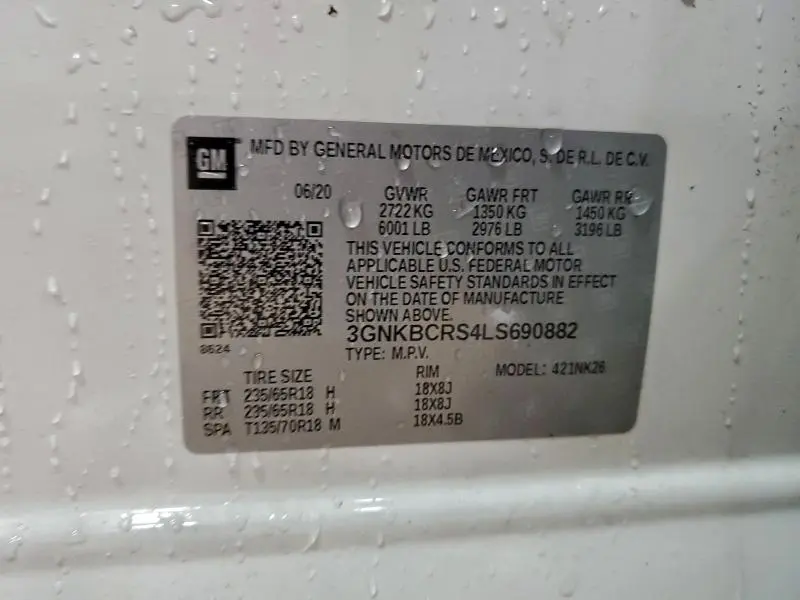 GM MFD BY GENERAL MOTORS DE MEXICO, S. DE R.L. DE C.V.
06/20 GVWR GAWR FRT GAWR RR
2722 KG 1350 KG 1450 KG
6001 LB 2976 LB 3196 LB
THIS VEHICLE CONFORMS TO ALL
APPLICABLE U.S. FEDERAL MOTOR
VEHICLE SAFETY STANDARDS IN EFFECT
ON THE DATE OF MANUFACTURE
SHOWN ABOVE.
3GNKBCRS4LS690882
8624 TYPE: M.P.V.
TIRE SIZE RIM MODEL: 421NK26
FRT 235/65R18 H 18X8J
RR 235/65R18 H 18X8J
SPA T135/70R18 M 18X4.5B